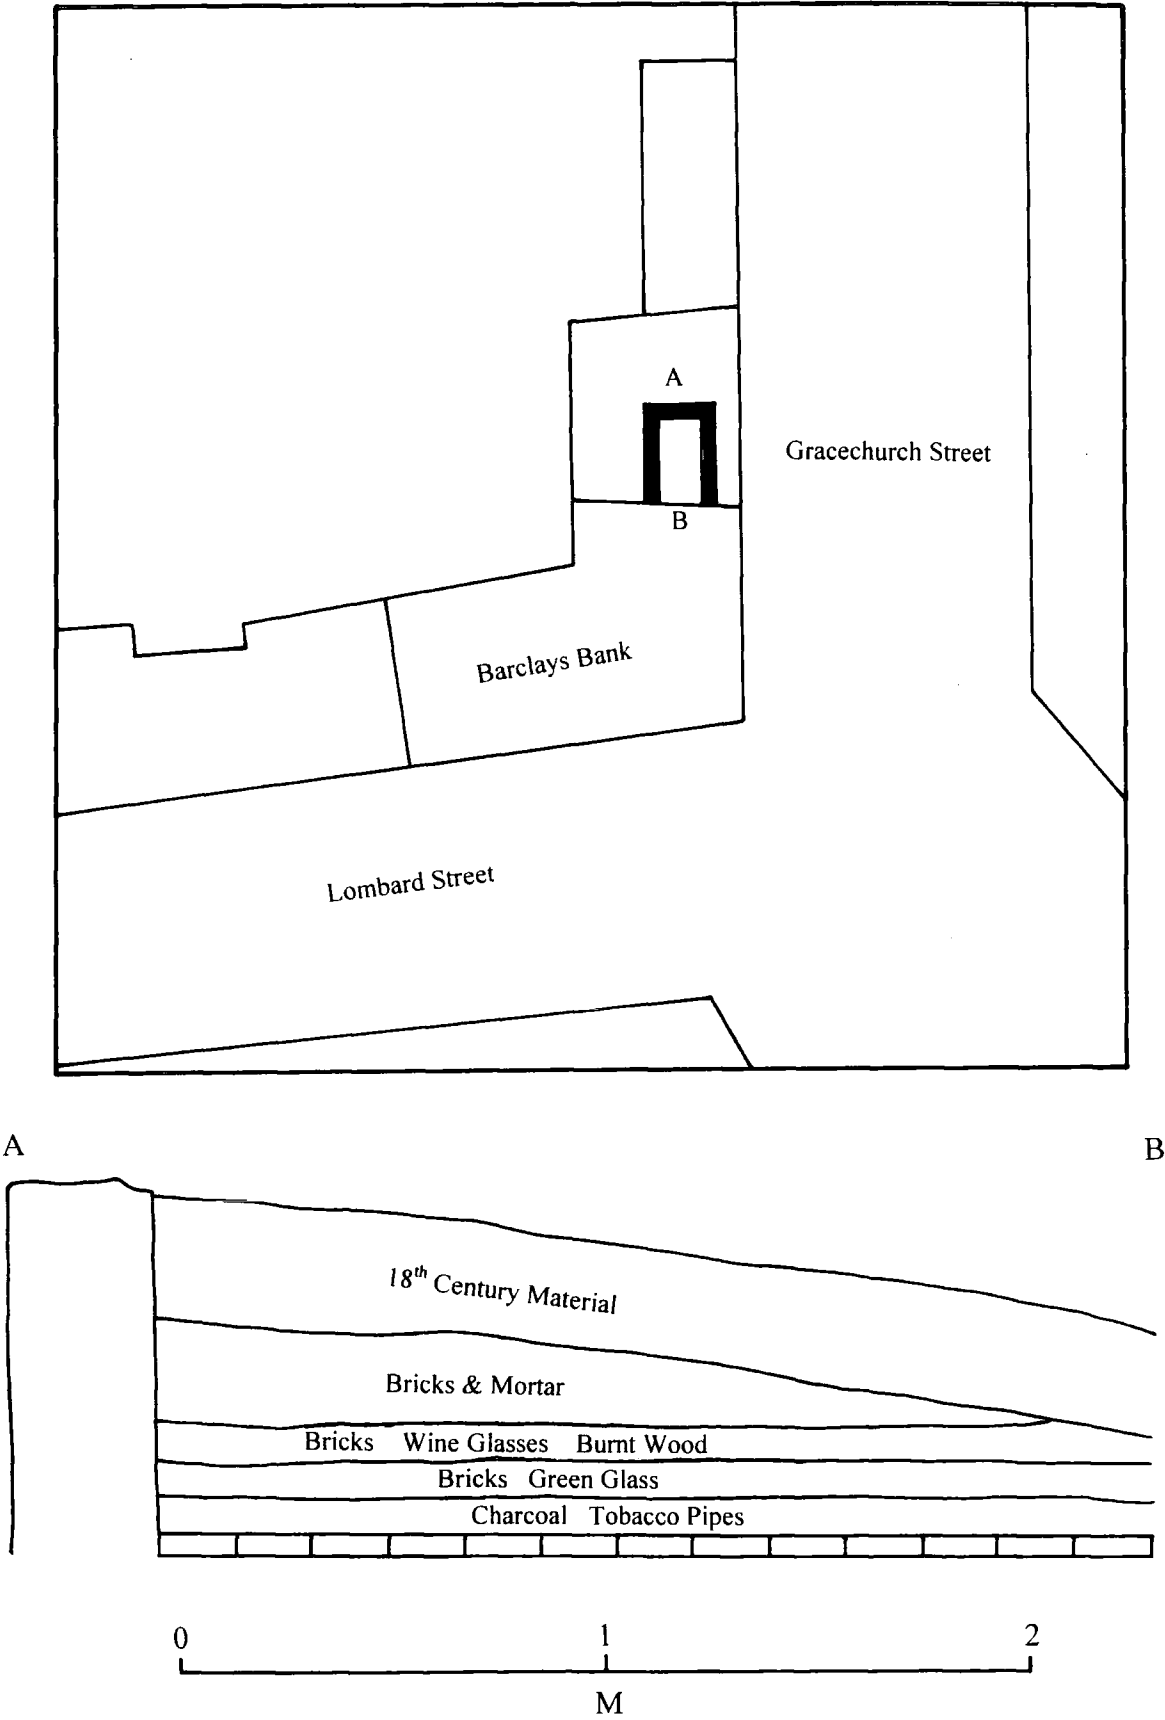 A
Gracechurch Street
B
Barclays Bank
Lombard Street
A
B
18th Century Material
Bricks & Mortar
Bricks Wine Glasses Burnt Wood
Bricks Green Glass
Charcoal Tobacco Pipes
0 1 2
M